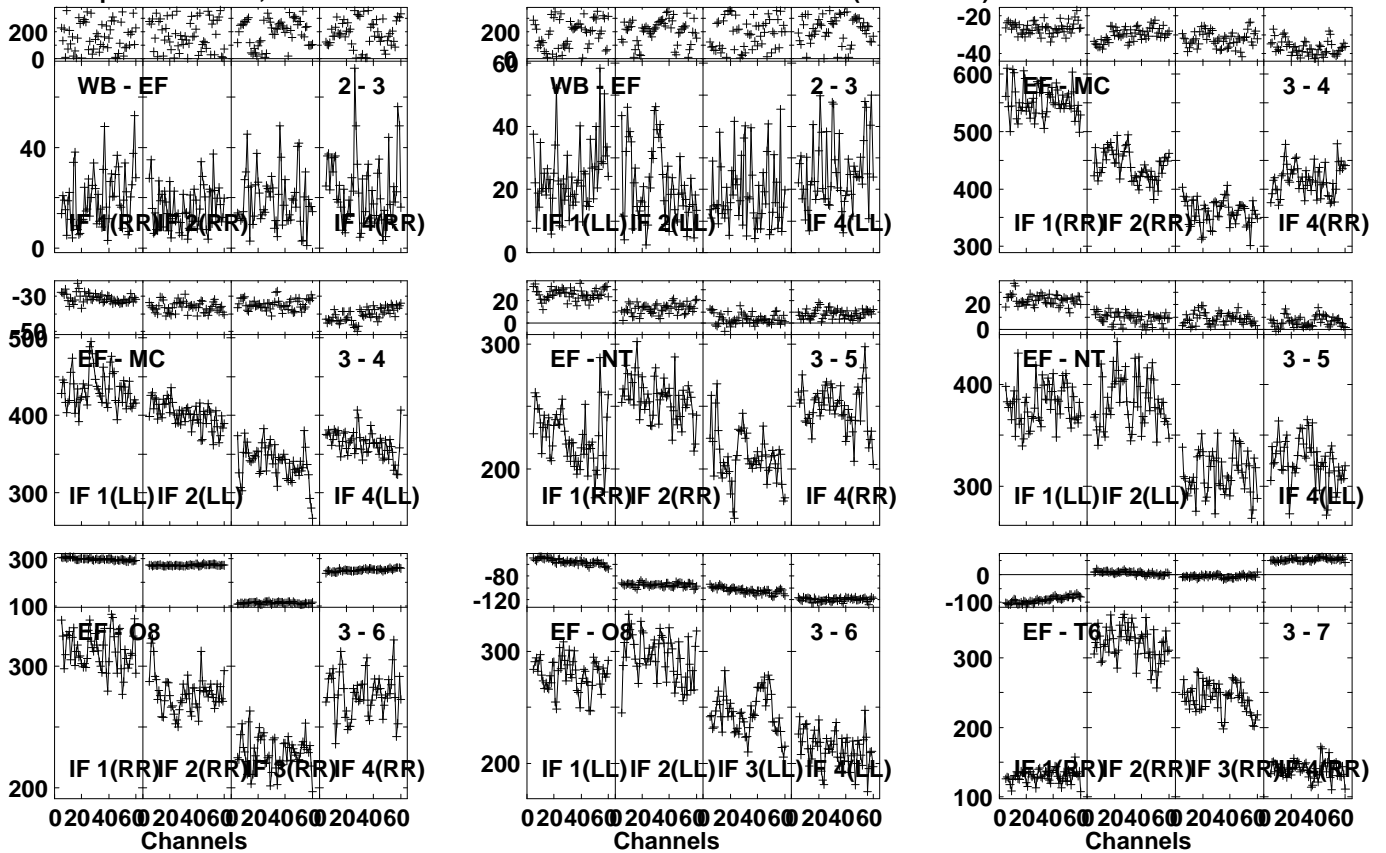 200
0
200
0
-20
-40
WB - EF 2 - 3
40
0
IF 1(RR) IF 2(RR) IF 4(RR)
60
WB - EF 2 - 3
40
20
0
IF 1(LL) IF 2(LL) IF 4(LL)
600
EF - MC 3 - 4
500
400
300
IF 1(RR) IF 2(RR) IF 4(RR)
-30
-50
500
EF - MC 3 - 4
400
300
IF 1(LL) IF 2(LL) IF 4(LL)
20
0
300
EF - NT 3 - 5
200
IF 1(RR) IF 2(RR) IF 4(RR)
20
0
EF - NT 3 - 5
400
300
IF 1(LL) IF 2(LL) IF 4(LL)
300
100
EF - O8 3 - 6
300
200
IF 1(RR) IF 2(RR) IF 3(RR) IF 4(RR)
0 20 40 60 0 20 40 60 0 20 40 60 0 20 40 60
Channels
-80
-120
EF - O8 3 - 6
300
200
IF 1(LL) IF 2(LL) IF 3(LL) IF 4(LL)
0 20 40 60 0 20 40 60 0 20 40 60 0 20 40 60
Channels
0
-100
EF - T6 3 - 7
300
200
100
IF 1(RR) IF 2(RR) IF 3(RR) IF 4(RR)
0 20 40 60 0 20 40 60 0 20 40 60 0 20 40 60
Channels